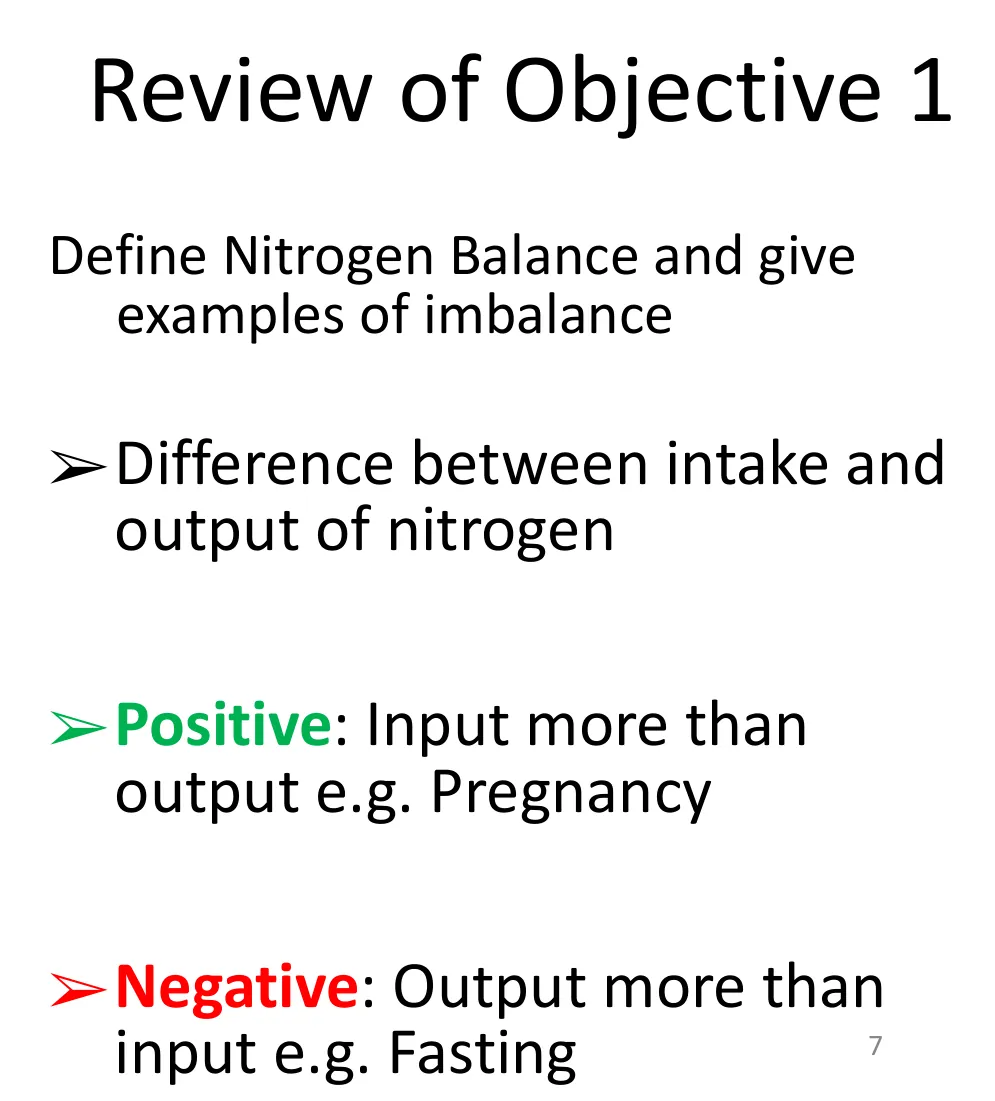 Review of Objective 1
Define Nitrogen Balance and give
examples of imbalance
➢Difference between intake and
output of nitrogen
➢Positive: Input more than
output e.g. Pregnancy
➢Negative: Output more than
input e.g. Fasting
7